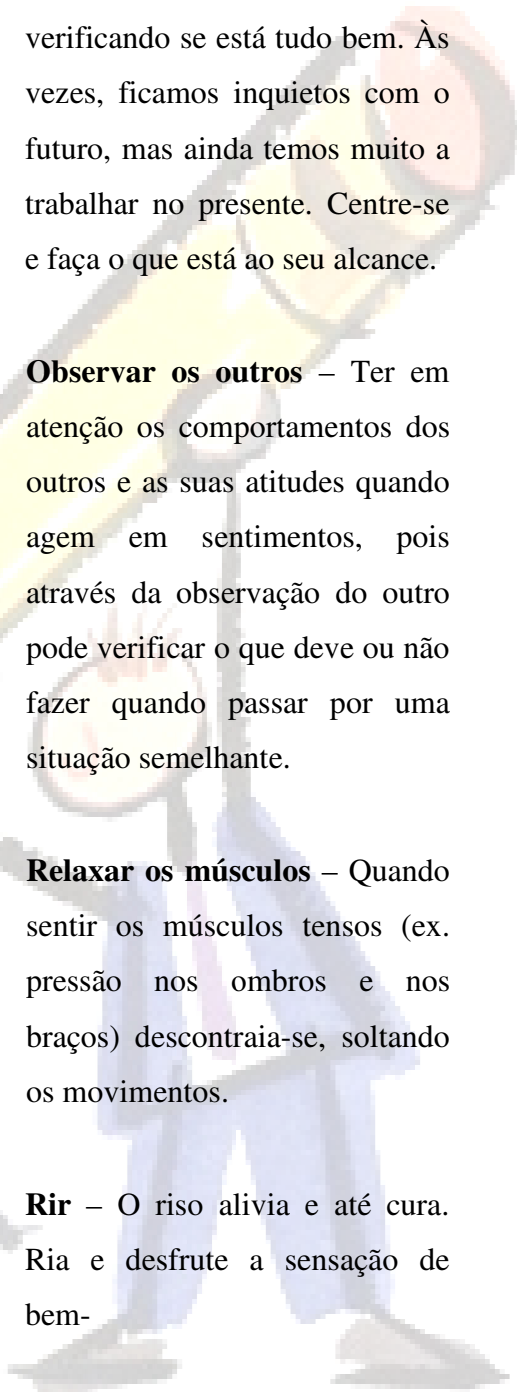 verificando se está tudo bem. Às
vezes, ficamos inquietos com o
futuro, mas ainda temos muito a
trabalhar no presente. Centre-se
e faça o que está ao seu alcance.
Observar os outros – Ter em
atenção os comportamentos dos
outros e as suas atitudes quando
agem em sentimentos, pois
através da observação do outro
pode verificar o que deve ou não
fazer quando passar por uma
situação semelhante.
Relaxar os músculos – Quando
sentir os músculos tensos (ex.
pressão nos ombros e nos
braços) descontraia-se, soltando
os movimentos.
Rir – O riso alivia e até cura.
Ria e desfrute a sensação de
bem-